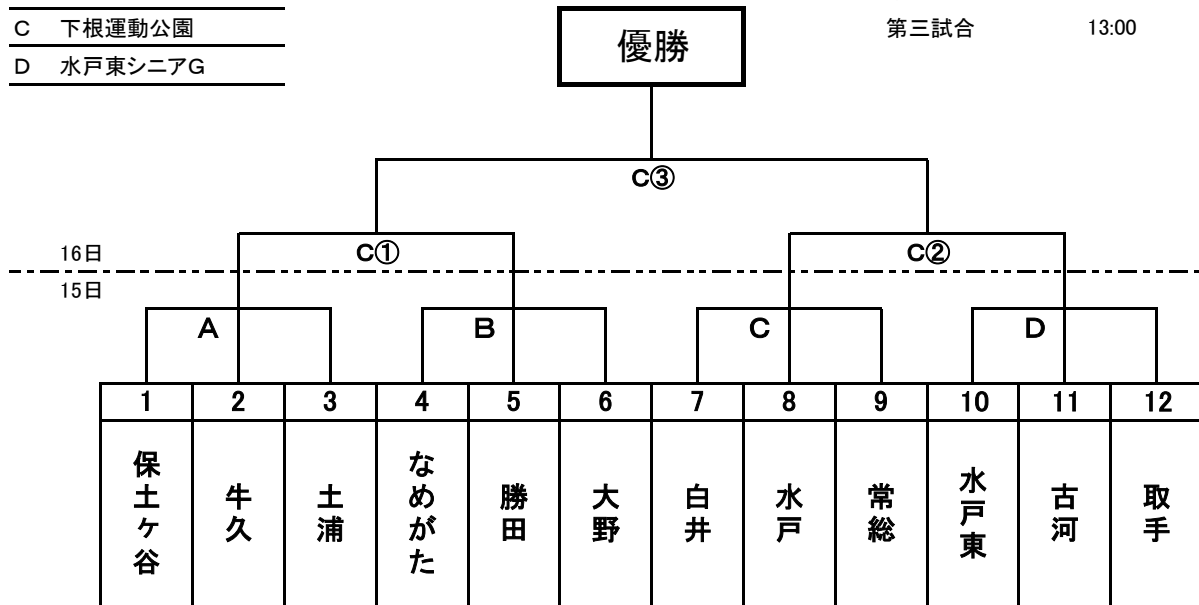 C 下根運動公園
D 水戸東シニアG
優勝
第三試合 13:00
C③
C① C②
16日
15日
A B C D
1 2 3 4 5 6 7 8 9 10 11 12
保土ヶ谷
牛久
土浦
なめがた
勝田
大野
白井
水戸
常総
水戸東
古河
取手